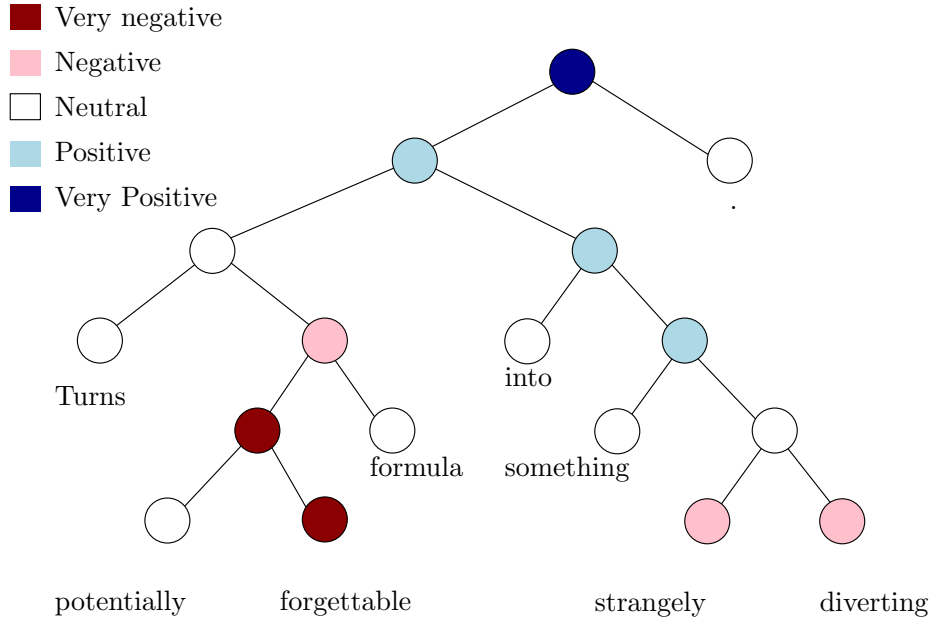 Very negative
Negative
Neutral
Positive
Very Positive
.
into
Turns
formula
something
potentially
forgettable
strangely
diverting